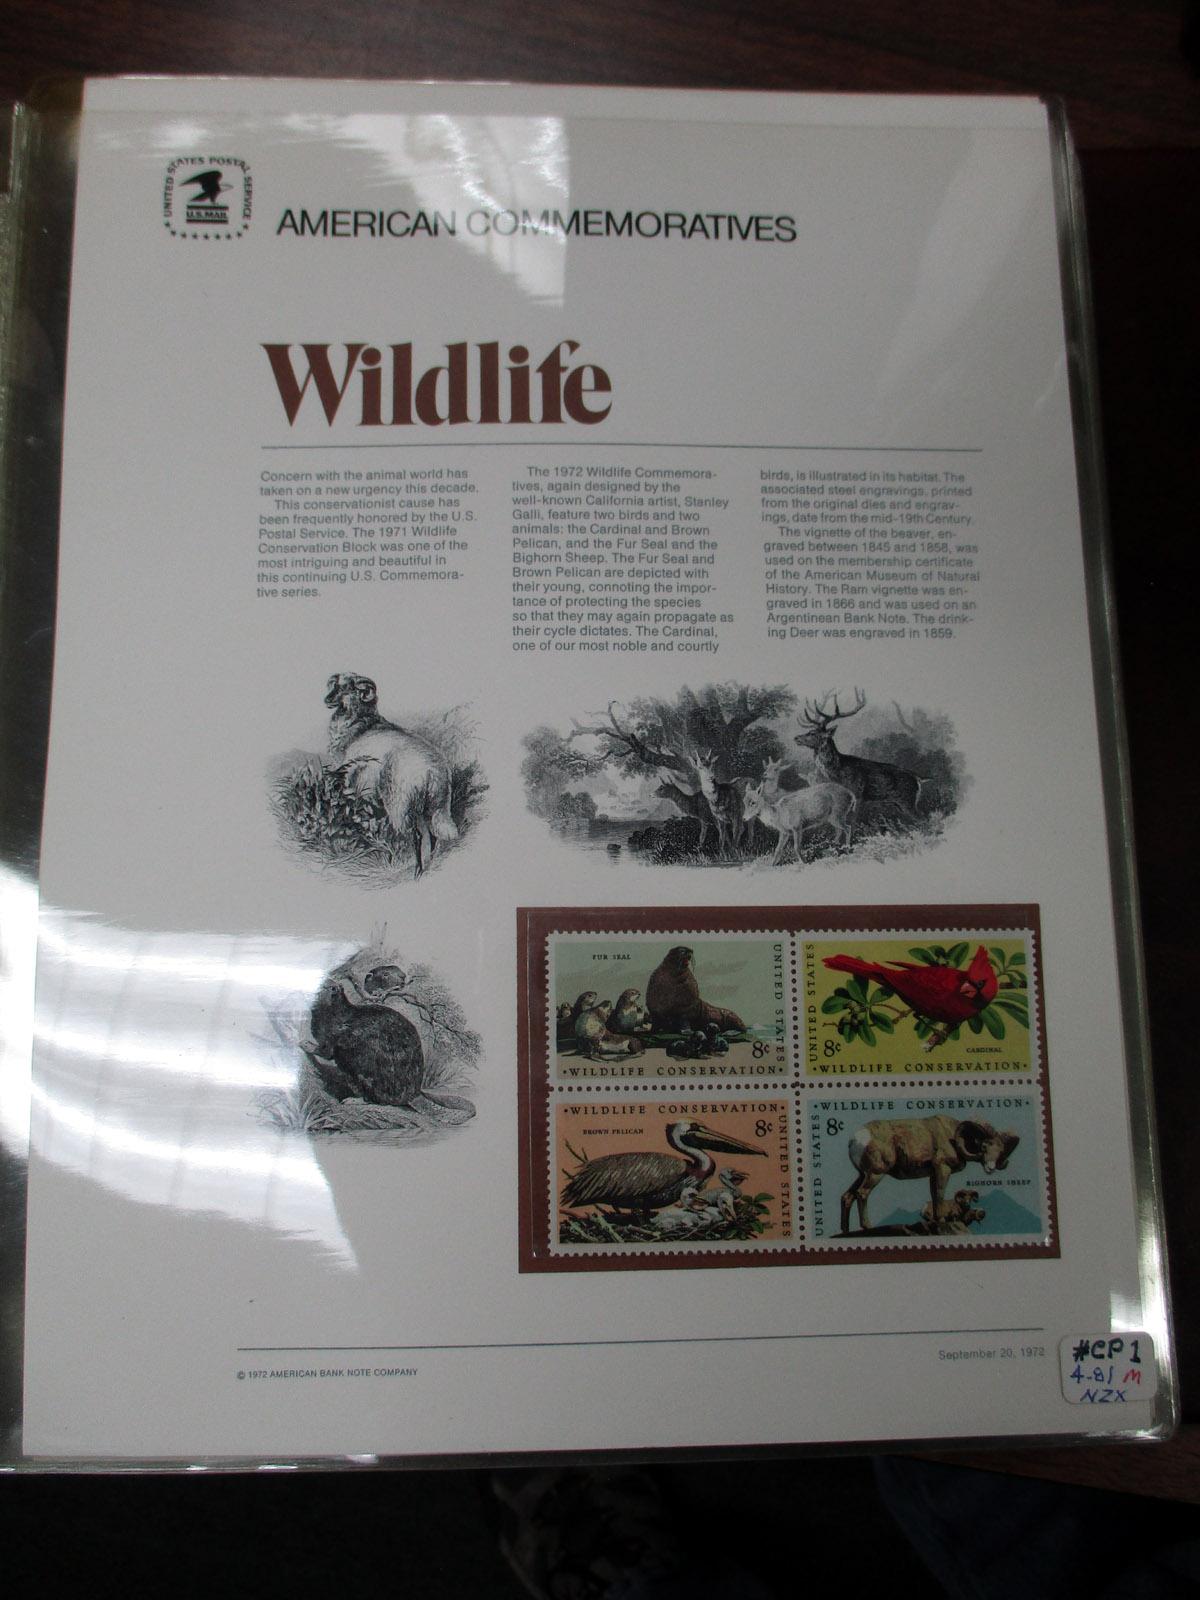 UNITED STATES POSTAL SERVICE
U.S.MAIL
AMERICAN COMMEMORATIVES
Wildlife
Concern with the animal world has
taken on a new urgency this decade.
This conservationist cause has
been frequently honored by the U.S.
Postal Service. The 1971 Wildlife
Conservation Block was one of the
most intriguing and beautiful in
this continuing U.S. Commemora-
tive series.
The 1972 Wildlife Commemora-
tives, again designed by the
well-known California artist, Stanley
Galli, feature two birds and two
animals: the Cardinal and Brown
Pelican, and the Fur Seal and the
Bighorn Sheep. The Fur Seal and
Brown Pelican are depicted with
their young, connoting the impor-
tance of protecting the species
so that they may again propagate as
their cycle dictates. The Cardinal,
one of our most noble and courtly
birds, is illustrated in its habitat. The
associated steel engravings, printed
from the original dies and engrav-
ings, date from the mid-19th Century.
The vignette of the beaver, en-
graved between 1845 and 1858, was
used on the membership certificate
of the American Museum of Natural
History. The Ram vignette was en-
graved in 1866 and was used on an
Argentinean Bank Note. The drink-
ing Deer was engraved in 1859.
FUR SEAL
UNITED STATES
8c
·WILDLIFE CONSERVATION·
UNITED STATES
8c
CARDINAL
·WILDLIFE CONSERVATION·
·WILDLIFE CONSERVATION·
BROWN PELICAN
8c
UNITED STATES
·WILDLIFE CONSERVATION·
8c
UNITED STATES
BIGHORN SHEEP
September 20, 1972
© 1972 AMERICAN BANK NOTE COMPANY
#CP1
4-81 M
NZX